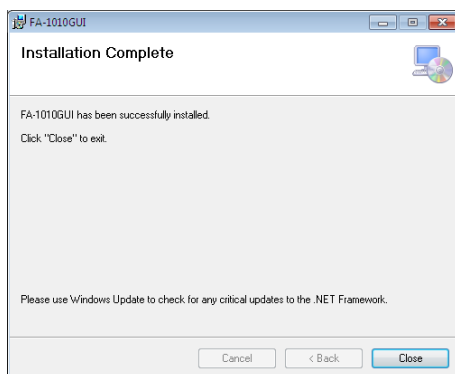 FA-1010GUI
Installation Complete
FA-1010GUI has been successfully installed.
Click "Close" to exit.
Please use Windows Update to check for any critical updates to the .NET Framework.
Cancel
< Back
Close